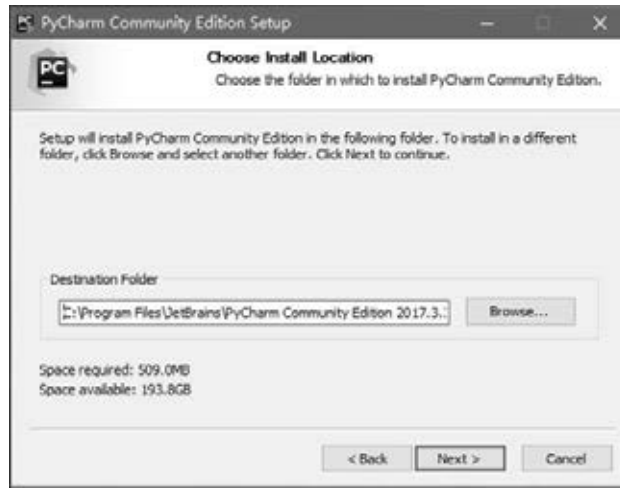 PyCharm Community Edition Setup
PC
Choose Install Location
Choose the folder in which to install PyCharm Community Edition.
Setup will install PyCharm Community Edition in the following folder. To install in a different
folder, click Browse and select another folder. Click Next to continue.
Destination Folder
:\Program Files\JetBrains\PyCharm Community Edition 2017.3.
Browse...
Space required: 509.0MB
Space available: 193.8GB
< Back
Next >
Cancel